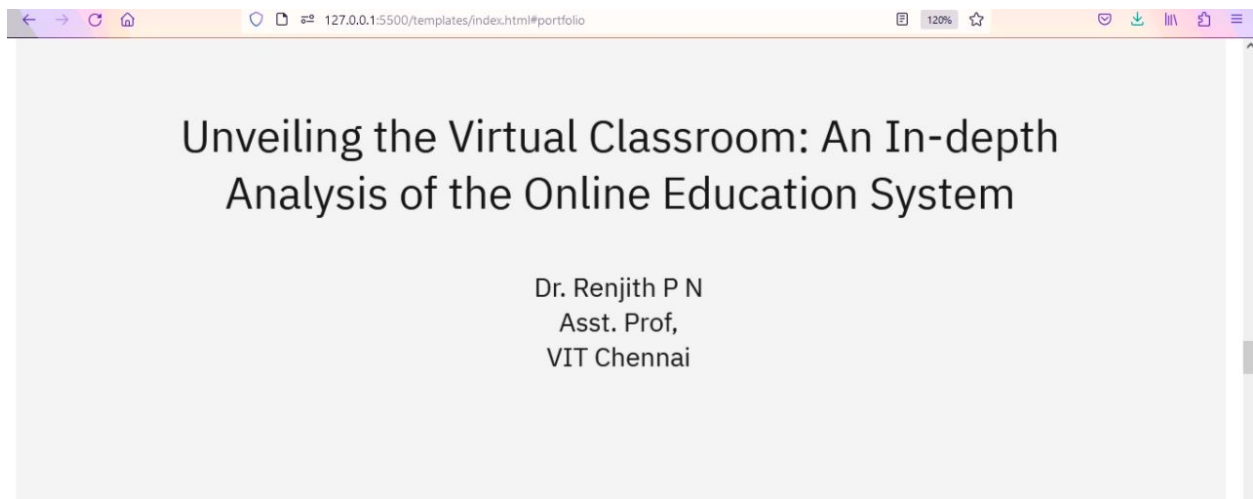 127.0.0.1:5500/templates/index.html#portfolio
120%
Unveiling the Virtual Classroom: An In-depth
Analysis of the Online Education System
Dr. Renjith P N
Asst. Prof,
VIT Chennai